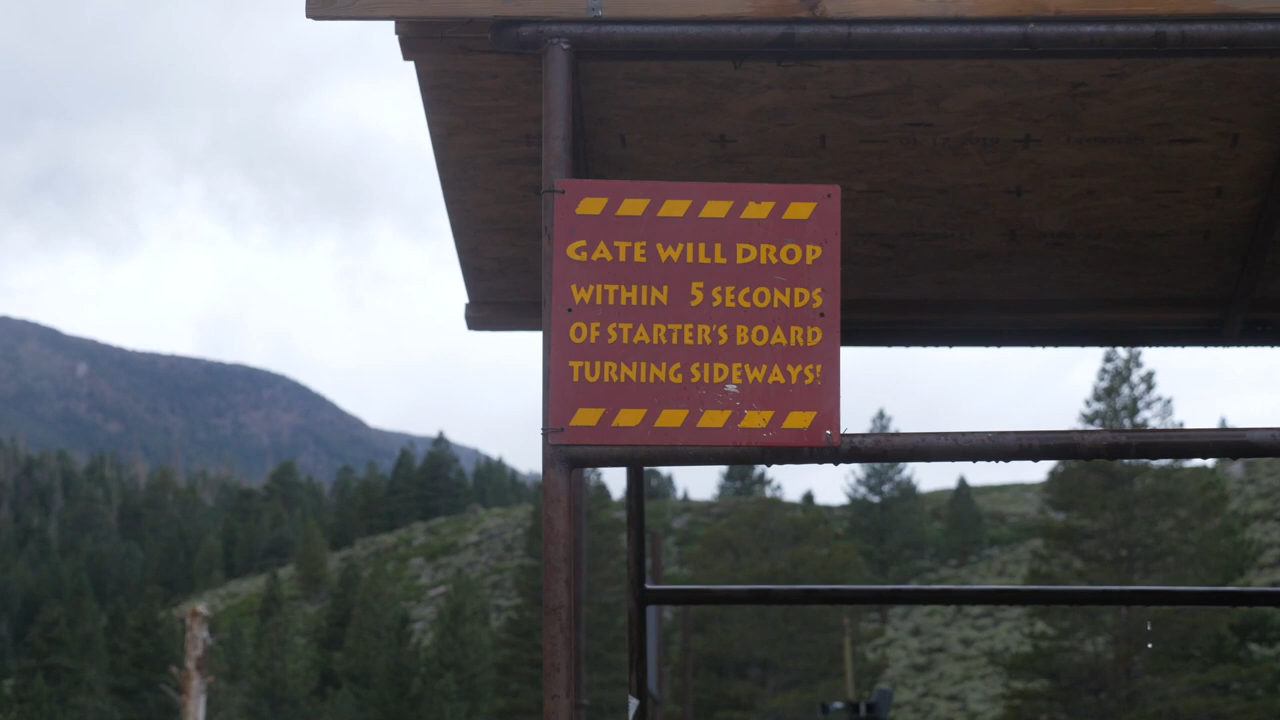 GATE WILL DROP
WITHIN 5 SECONDS
OF STARTER'S BOARD
TURNING SIDEWAYS!